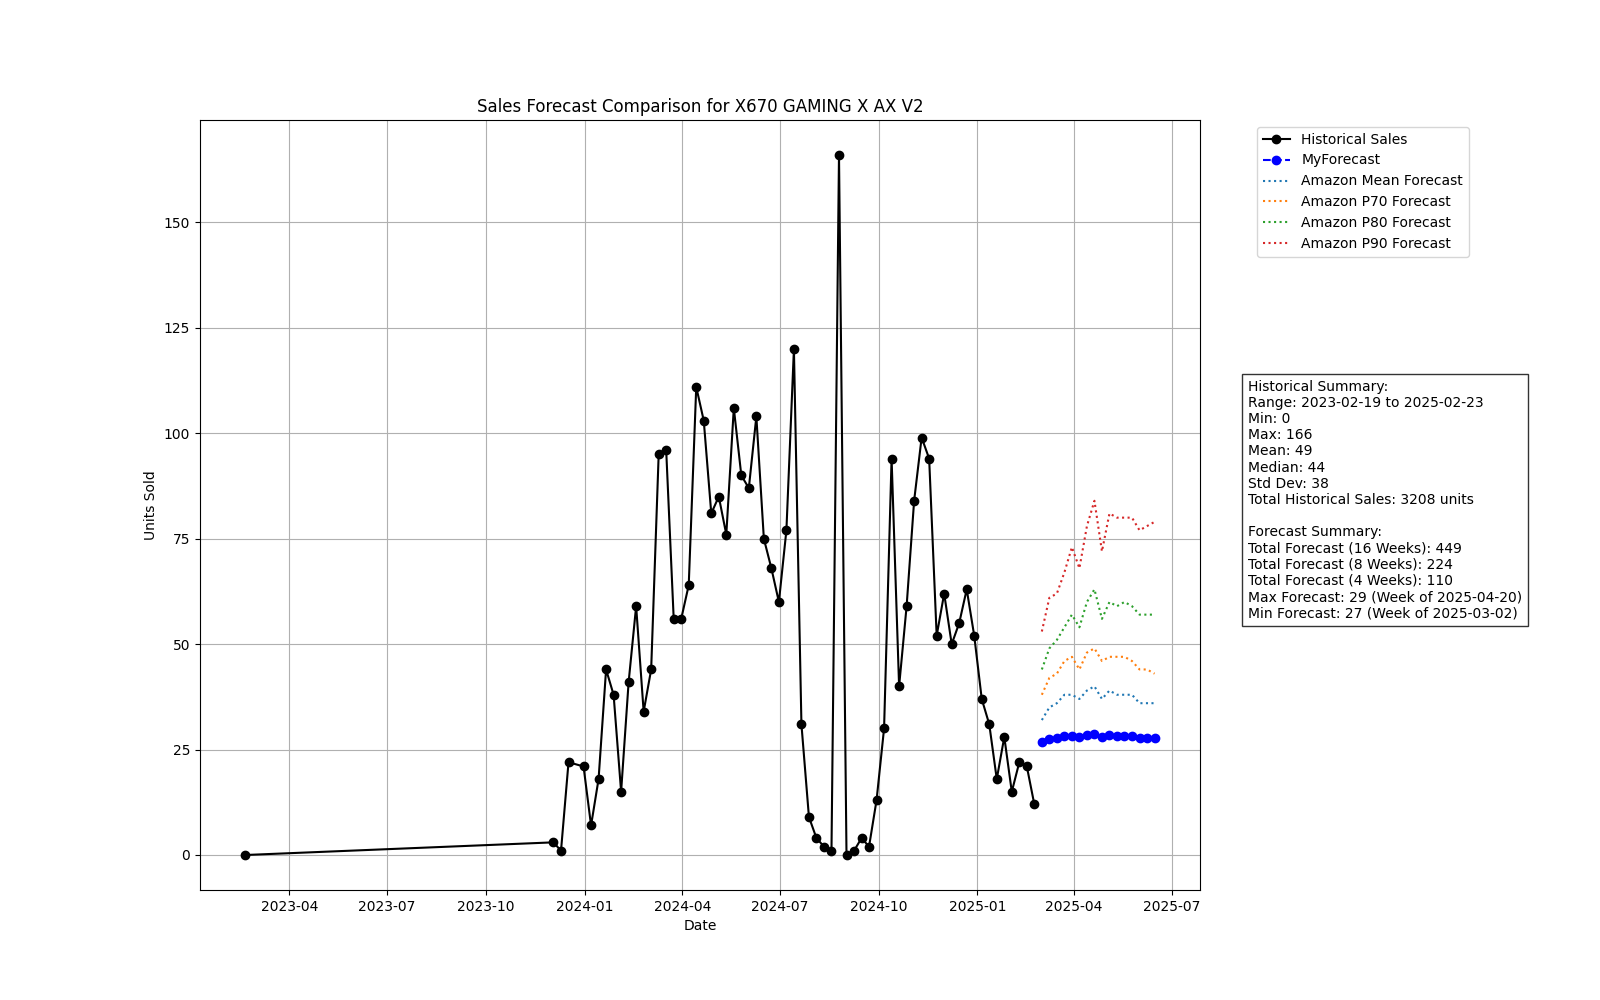 Sales Forecast Comparison for X670 GAMING X AX V2
Historical Sales
MyForecast
Amazon Mean Forecast
Amazon P70 Forecast
Amazon P80 Forecast
Amazon P90 Forecast
150
125
100
75
50
25
0
Units Sold
Historical Summary:
Range: 2023-02-19 to 2025-02-23
Min: 0
Max: 166
Mean: 49
Median: 44
Std Dev: 38
Total Historical Sales: 3208 units
Forecast Summary:
Total Forecast (16 Weeks): 449
Total Forecast (8 Weeks): 224
Total Forecast (4 Weeks): 110
Max Forecast: 29 (Week of 2025-04-20)
Min Forecast: 27 (Week of 2025-03-02)
2023-04 2023-07 2023-10 2024-01 2024-04 2024-07 2024-10 2025-01 2025-04 2025-07
Date